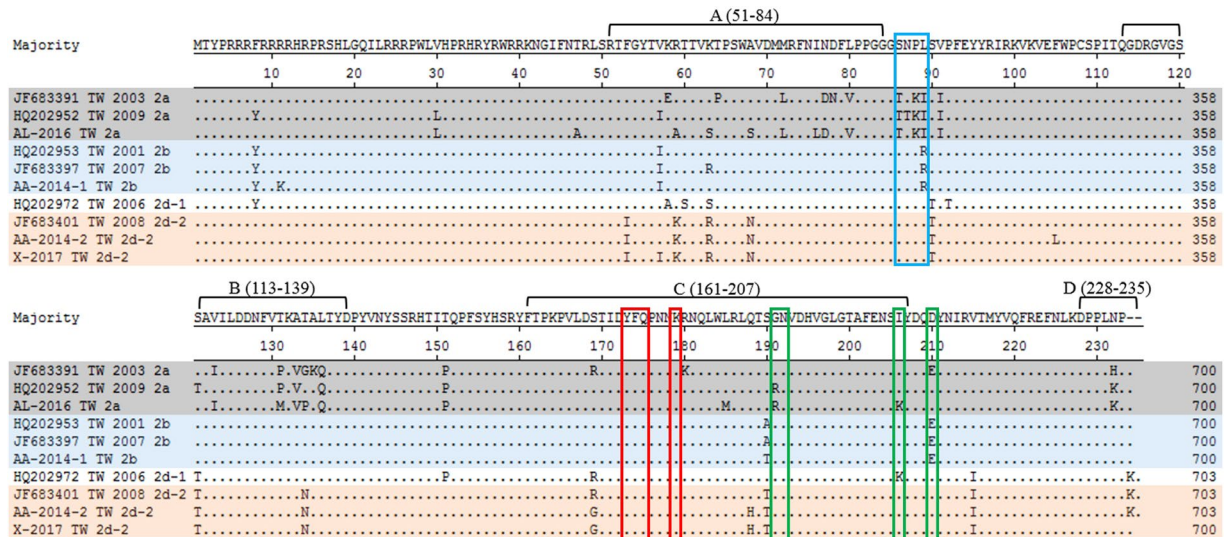 A (51-84)
Majority MTYPRRRFRRRRHRPRSHLGQILRRRPWLVHPRHRYRWRRKNGIFNTRLSRTFGYTVKRTTVKTPSWAVDMMRFNINDFLPPGGGSNPLSVPFEYYRIRKVKVEFWPCSPITQGDRGVGS
10 20 30 40 50 60 70 80 90 100 110 120
JF683391 TW 2003 2a .........................................................E.....P.......L....DN.V.....T.KI.I............................. 358
HQ202952 TW 2009 2a .......Y.....................L..........................I............................TTKI.I............................. 358
AL-2016 TW 2a .............................L................A...........A...S....S...L...LD..V.....T.KI.I............................. 358
HQ202953 TW 2001 2b .......Y................................................I...............................R............................... 358
JF683397 TW 2007 2b .......Y................................................I.....R.........................R............................... 358
AA-2014-1 TW 2b .......Y..K.............................................I...............................R............................... 358
HQ202972 TW 2006 2d-1 .......Y.................................................A.S..S..........................T.T............................ 358
JF683401 TW 2008 2d-2 ....................................................I.....K...R....N.....................T.............................. 358
AA-2014-2 TW 2d-2 ....................................................I.....K...R....N.....................T..............L............... 358
X-2017 TW 2d-2 ....................................................I.....K...R....N.....................T.............................. 358
B (113-139) C (161-207) D (228-235)
Majority SAVILDDNFVTKATALTYDPYVNYSSRHTITQPFSYHSRYFTPKPVLDSTIDYFQPNNKRNQLWLRLQTSGNVDHVGLGTAFENSIYDQDYNIRVTMYVQFREFNLKDPPLNP--
130 140 150 160 170 180 190 200 210 220 230
JF683391 TW 2003 2a ..I.......P.VGKQ..............P.................R..........K.............................E.....................H.. 700
HQ202952 TW 2009 2a T.........P.V..Q..............P.......................................R........................................K.. 700
AL-2016 TW 2a ..I.......M.VP.Q..............P.............M.........................R..............K.........................K.. 700
HQ202953 TW 2001 2b .....................................................................A...................E........................ 700
JF683397 TW 2007 2b .....................................................................A...................E........................ 700
AA-2014-1 TW 2b .....................................................................T...................E........................ 700
HQ202972 TW 2006 2d-1 T.............................P.................R....................................K........I..................K. 703
JF683401 TW 2008 2d-2 T............N..................................R....................T........................I..................K. 703
AA-2014-2 TW 2d-2 T............N..................................G..................H.T........................I..................K. 703
X-2017 TW 2d-2 T............N..................................G..................H.T........................I................... 700